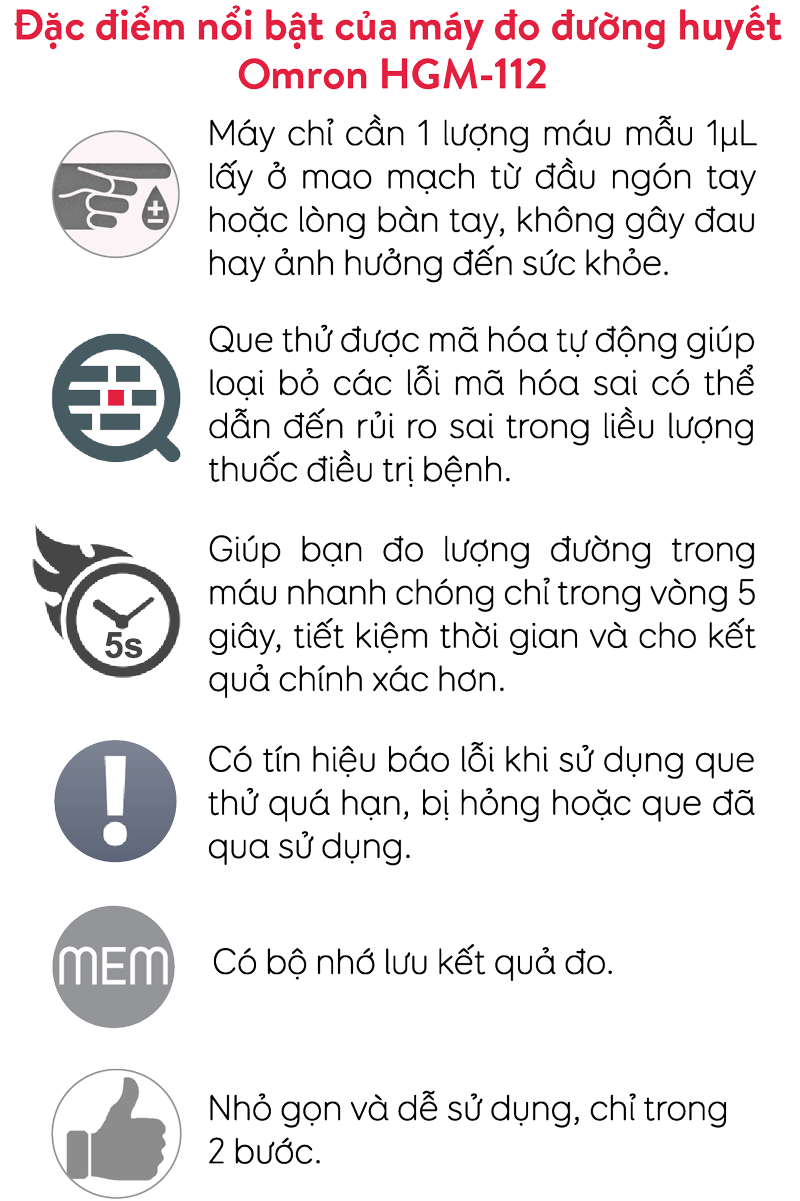 Đặc điểm nổi bật của máy đo đường huyết
Omron HGM-112
Máy chỉ cần 1 lượng máu mẫu 1µL
lấy ở mao mạch từ đầu ngón tay
hoặc lòng bàn tay, không gây đau
hay ảnh hưởng đến sức khỏe.
Que thử được mã hóa tự động giúp
loại bỏ các lỗi mã hóa sai có thể
dẫn đến rủi ro sai trong liều lượng
thuốc điều trị bệnh.
Giúp bạn đo lượng đường trong
máu nhanh chóng chỉ trong vòng 5
giây, tiết kiệm thời gian và cho kết
quả chính xác hơn.
5s
Có tín hiệu báo lỗi khi sử dụng que
thử quá hạn, bị hỏng hoặc que đã
qua sử dụng.
!
MEM
Có bộ nhớ lưu kết quả đo.
Nhỏ gọn và dễ sử dụng, chỉ trong
2 bước.